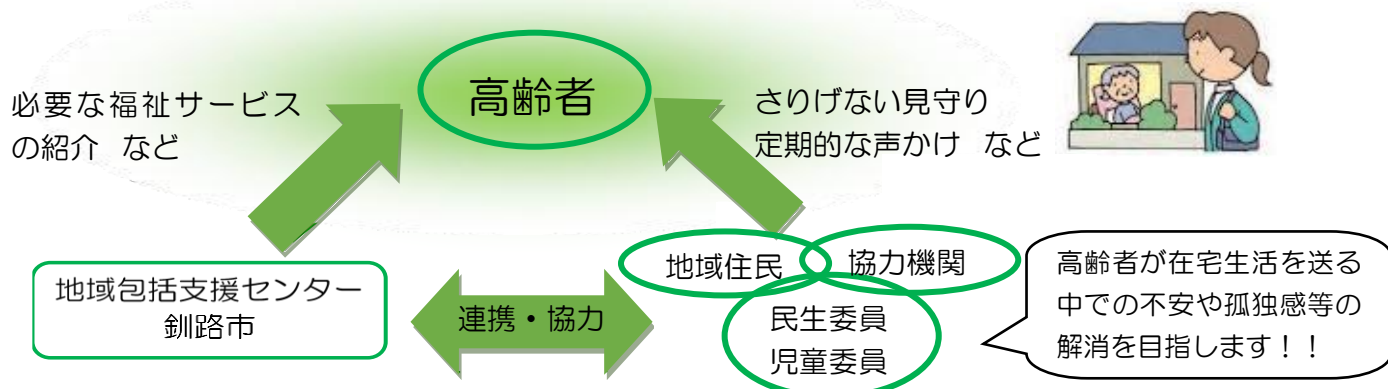 高齢者
必要な福祉サービス
の紹介 など
さりげない見守り
定期的な声かけ など
地域包括支援センター
釧路市
連携・協力
地域住民
協力機関
民生委員
児童委員
高齢者が在宅生活を送る
中での不安や孤独感等の
解消を目指します!!